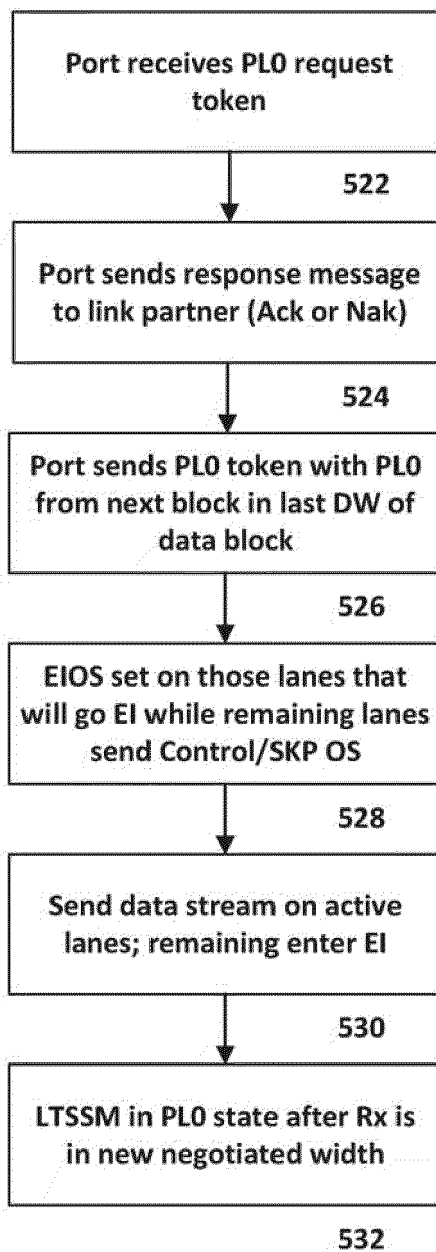 Port receives PL0 request
token
522
Port sends response message
to link partner (Ack or Nak)
524
Port sends PL0 token with PL0
from next block in last DW of
data block
526
EIOS set on those lanes that
will go EI while remaining lanes
send Control/SKP OS
528
Send data stream on active
lanes; remaining enter EI
530
LTSSM in PL0 state after Rx is
in new negotiated width
532